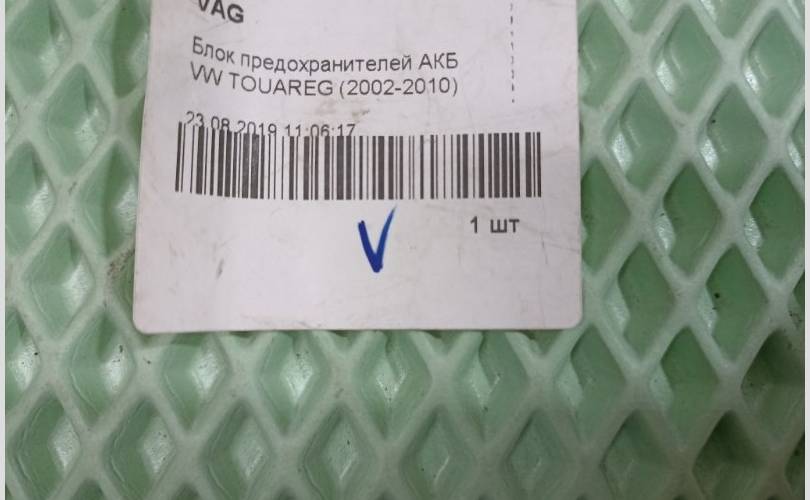 VAG
Блок предохранителей АКБ
VW TOUAREG (2002-2010)
23.08.2019 11:06:17
1 шт
V